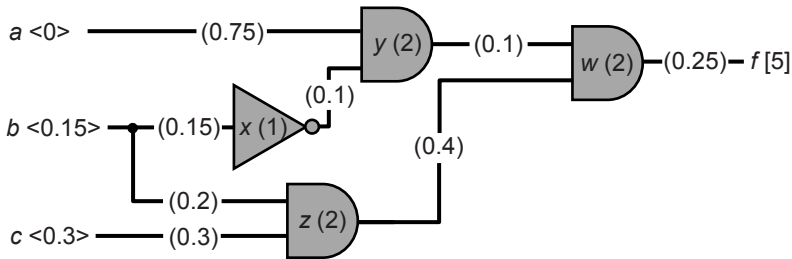 a <0>
(0.75)
y (2)
(0.1)
w (2)
(0.25)
f [5]
(0.1)
b <0.15>
(0.15)
x (1)
(0.4)
(0.2)
z (2)
c <0.3>
(0.3)